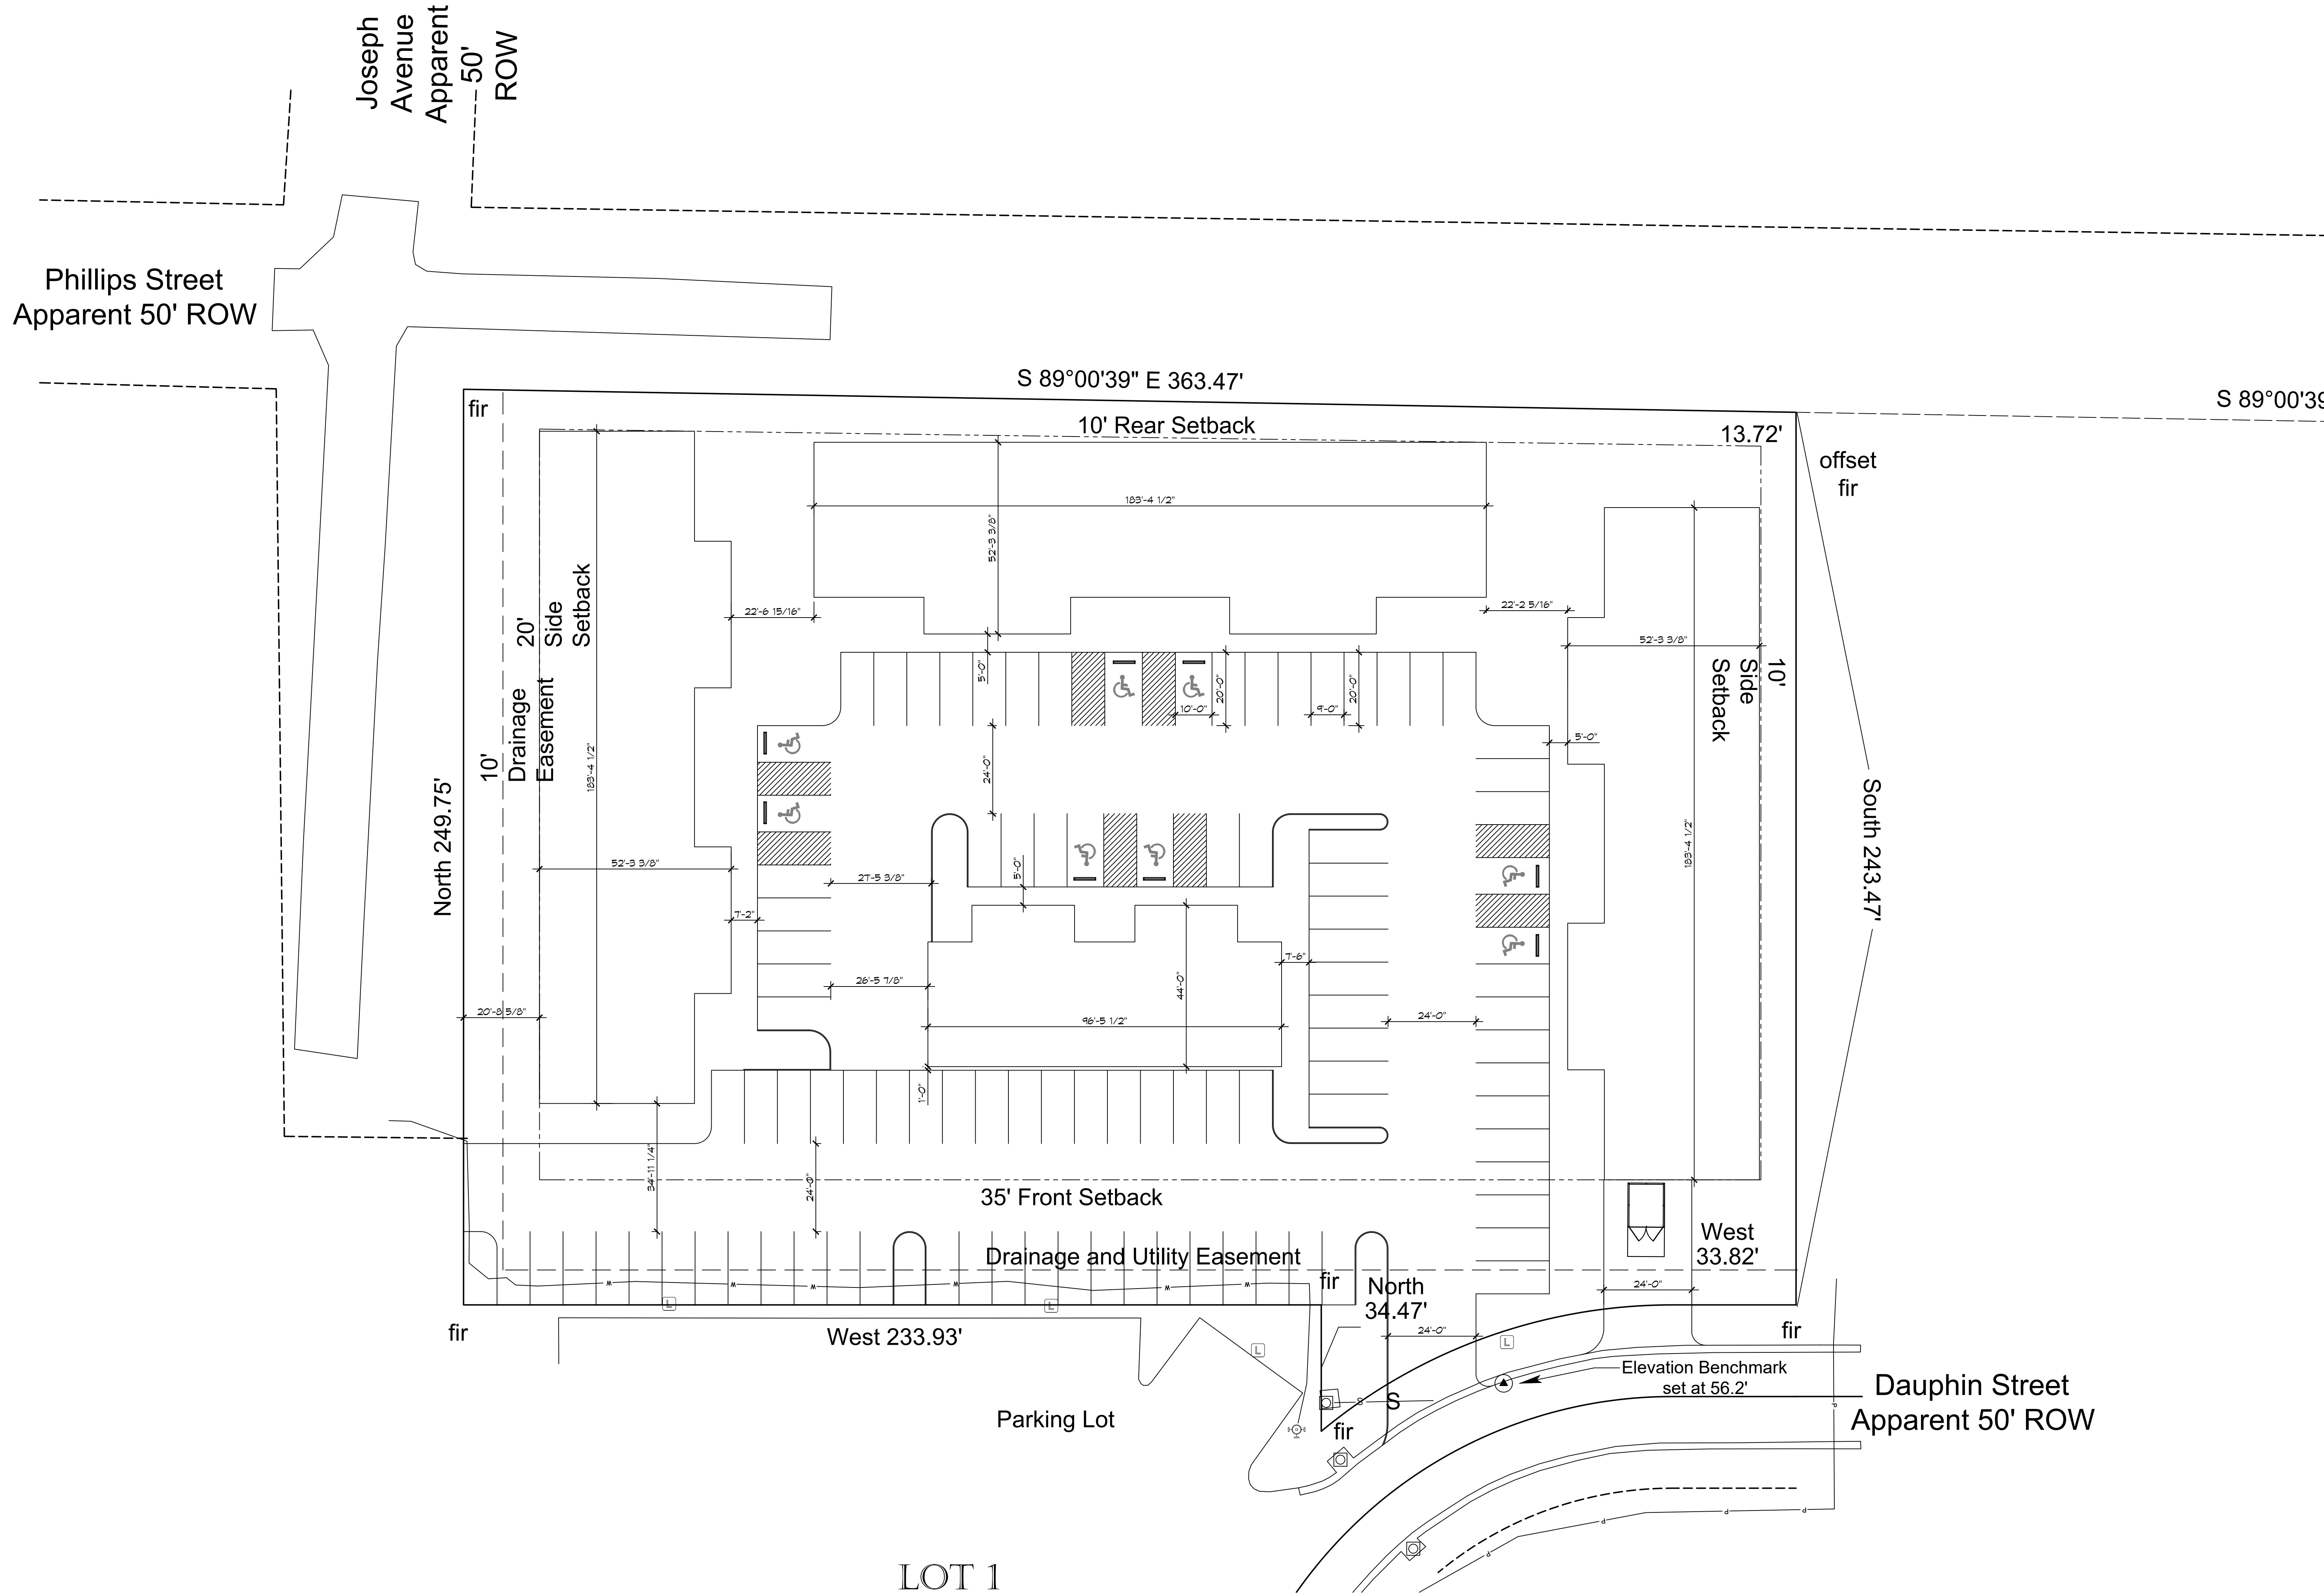 Joseph
Avenue
Apparent
50'
ROW
Phillips Street
Apparent 50' ROW
S 89°00'39" E 363.47'
S 89°00'39
fir
10' Rear Setback
13.72'
offset
fir
183'-4 1/2"
52'-3 3/8"
20'
Side
Setback
22'-6 15/16"
22'-2 5/16"
52'-3 3/8"
10'
Side
Setback
5'-0"
20'-0"
20'-0"
10'-0"
9'-0"
10'
Drainage
Easement
183'-4 1/2"
5'-0"
24'-0"
North 249.75'
South 243.47'
183'-4 1/2"
52'-3 3/8"
27'-5 3/8"
5'-0"
7'-2"
7'-6"
26'-5 7/8"
44'-0"
20'-8 5/8"
96'-5 1/2"
24'-0"
1'-0"
34'-11 1/4"
24'-0"
35' Front Setback
Drainage and Utility Easement
West
33.82'
W
W
W
W
W
W
fir
North
34.47'
24'-0"
L
L
fir
West 233.93'
24'-0"
L
L
fir
Elevation Benchmark
set at 56.2'
Dauphin Street
Apparent 50' ROW
S
S
Parking Lot
fir
P
P
P
P
P
LOT 1